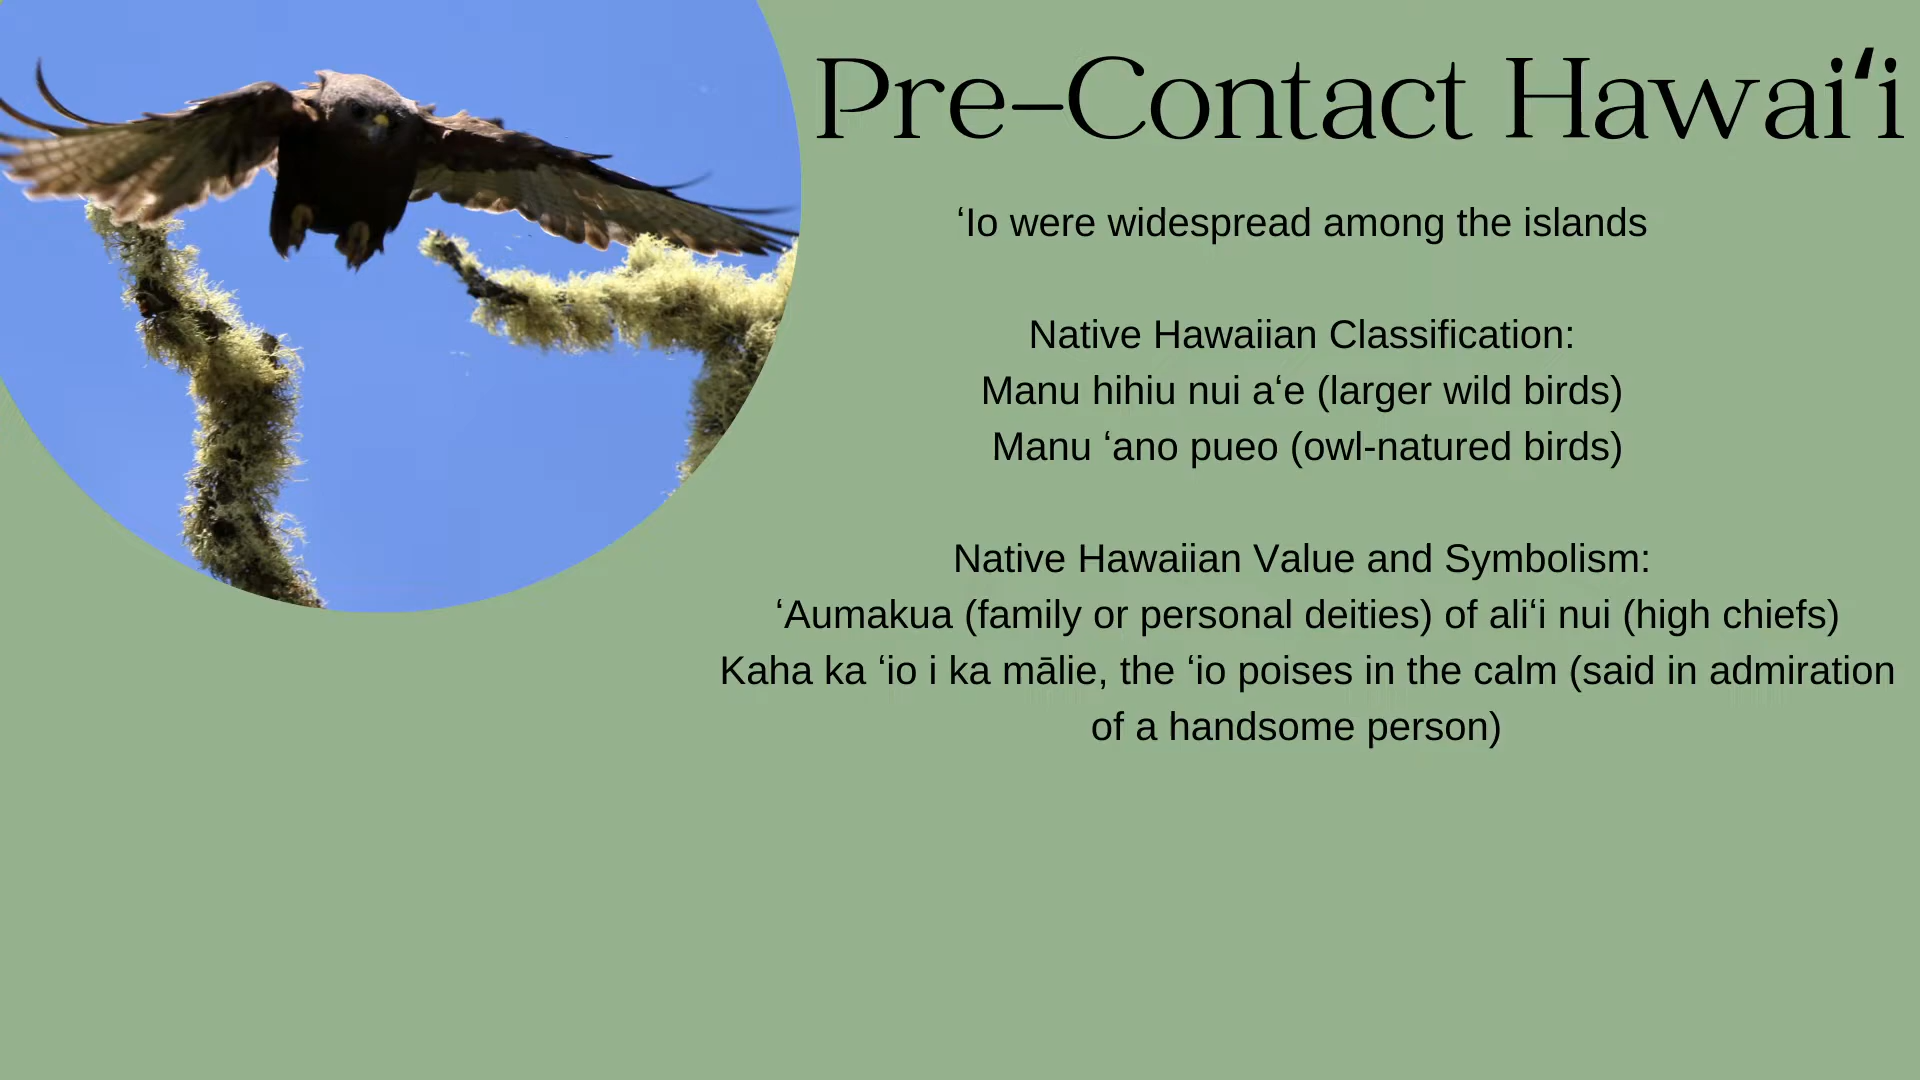 Pre-Contact Hawaiʻi
ʻIo were widespread among the islands
Native Hawaiian Classification:
Manu hihiu nui aʻe (larger wild birds)
Manu ʻano pueo (owl-natured birds)
Native Hawaiian Value and Symbolism:
ʻAumakua (family or personal deities) of aliʻi nui (high chiefs)
Kaha ka ʻio i ka mālie, the ʻio poises in the calm (said in admiration
of a handsome person)